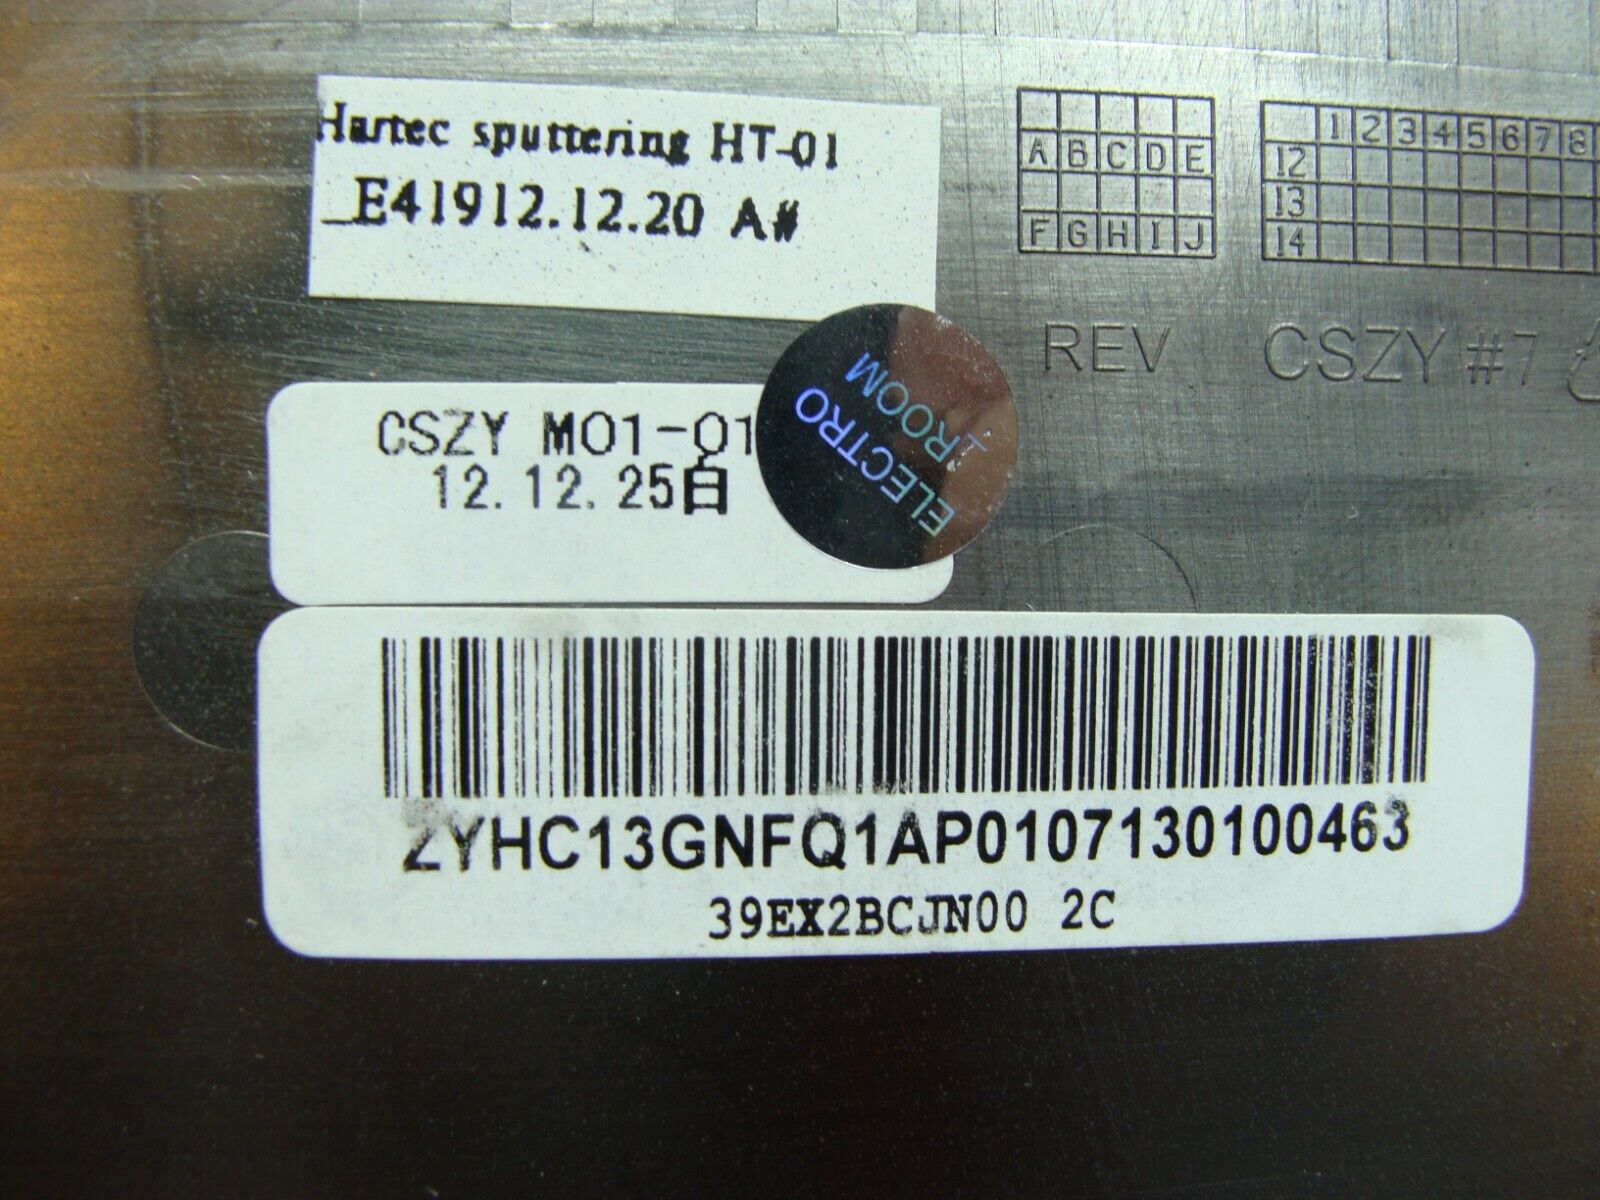 Hartec sputtering HT-01
E41912.12.20 A#
A B C D E
F G H I J
1 2 3 4 5 6 7 8
12
13
14
REV
CSZY #7
CSZY M01-01
12.12.25白
ELECTRO
ROOM
ZYHC13GNFQ1AP0107130100463
39EX2BCJN00 2C